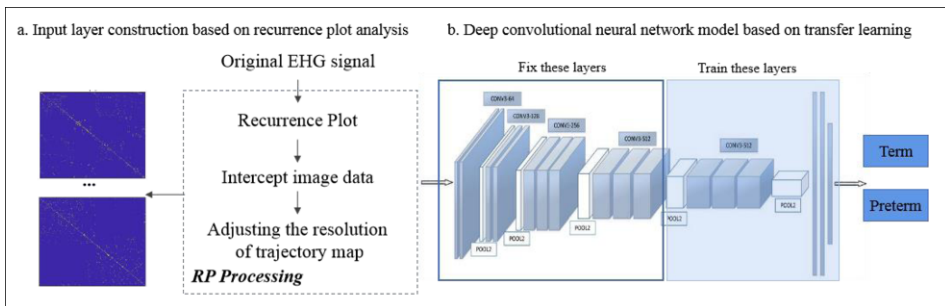 a. Input layer construction based on recurrence plot analysis
Original EHG signal
Recurrence Plot
Intercept image data
Adjusting the resolution
of trajectory map
RP Processing
...
b. Deep convolutional neural network model based on transfer learning
Fix these layers
Train these layers
CONV3-64
CONV3-128
CONV3-256
CONV3-512
CONV3-512
POOL2
POOL2
POOL2
POOL2
POOL2
Term
Preterm